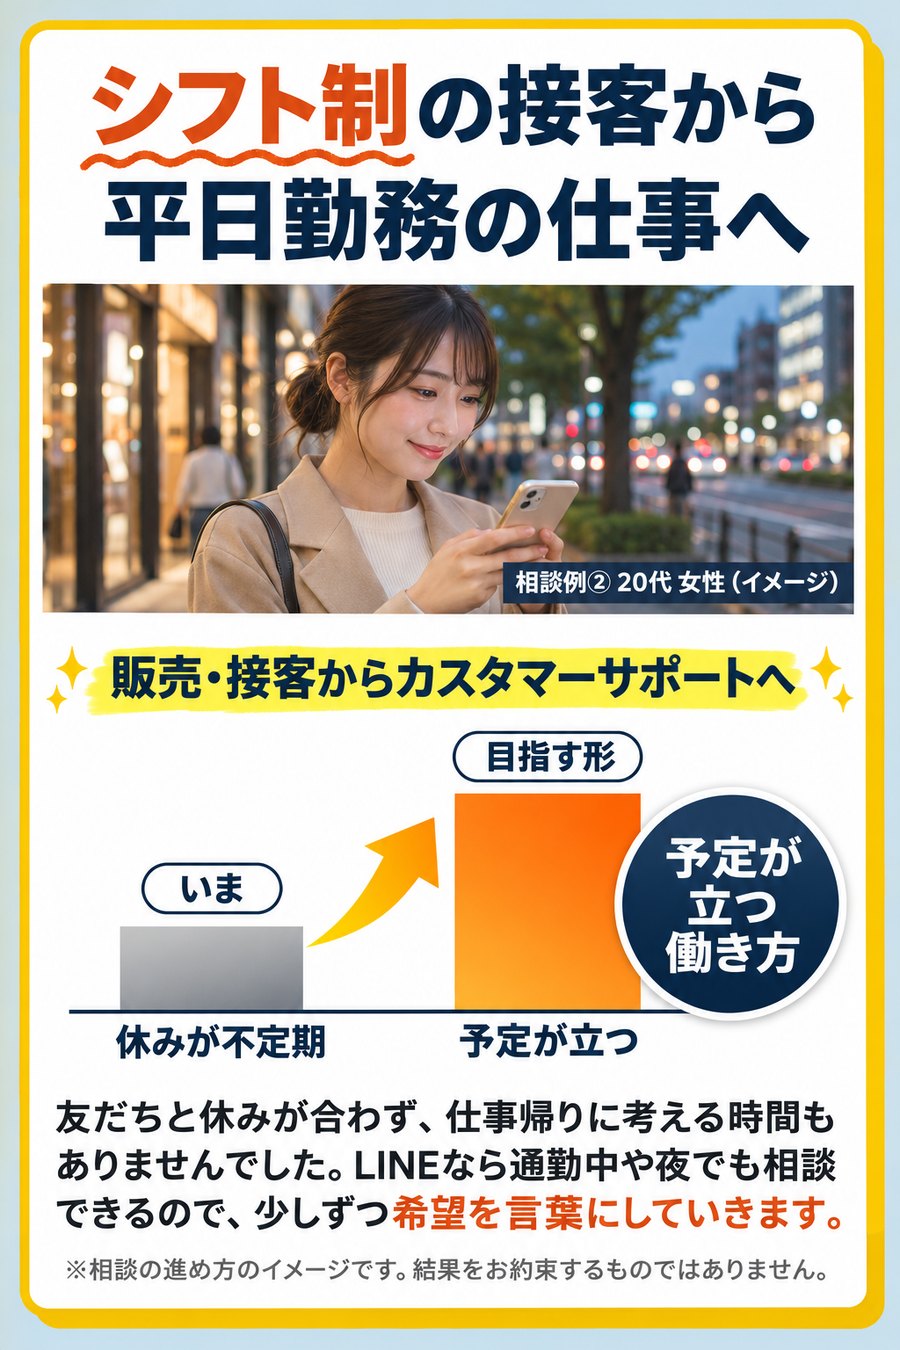 シフト制の接客から
平日勤務の仕事へ
相談例② 20代 女性（イメージ）
販売・接客からカスタマーサポートへ
目指す形
いま
予定が
立つ
働き方
休みが不定期
予定が立つ
友だちと休みが合わず、仕事帰りに考える時間も
ありませんでした。LINEなら通勤中や夜でも相談
できるので、少しずつ希望を言葉にしていきます。
※相談の進め方のイメージです。結果をお約束するものではありません。